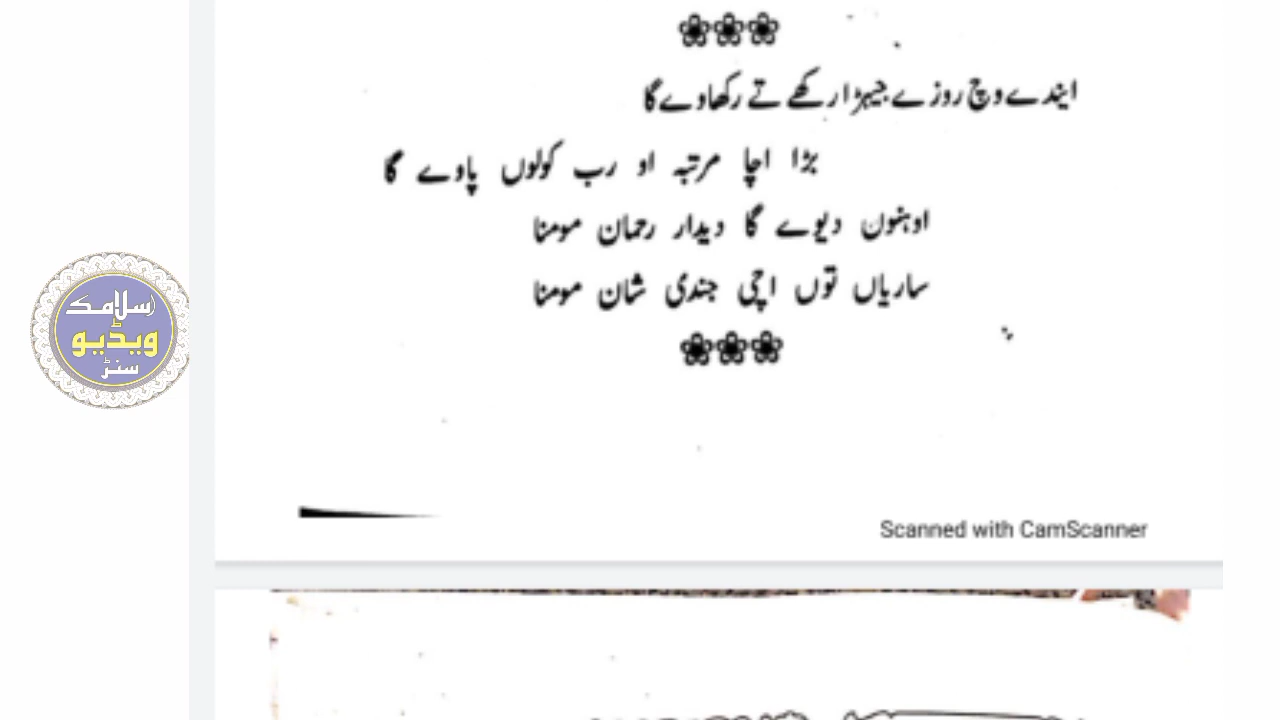 ایندے وچ روزے جیہڑا رکھے تے رکھاوے گا
بڑا اچا مرتبہ او رب کولوں پاوے گا
اوہنوں دیوے گا دیدار رحمان مومنا
ساریاں توں اچی جندی شان مومنا
اسلامک
ویڈیو
سنٹر
Scanned with CamScanner